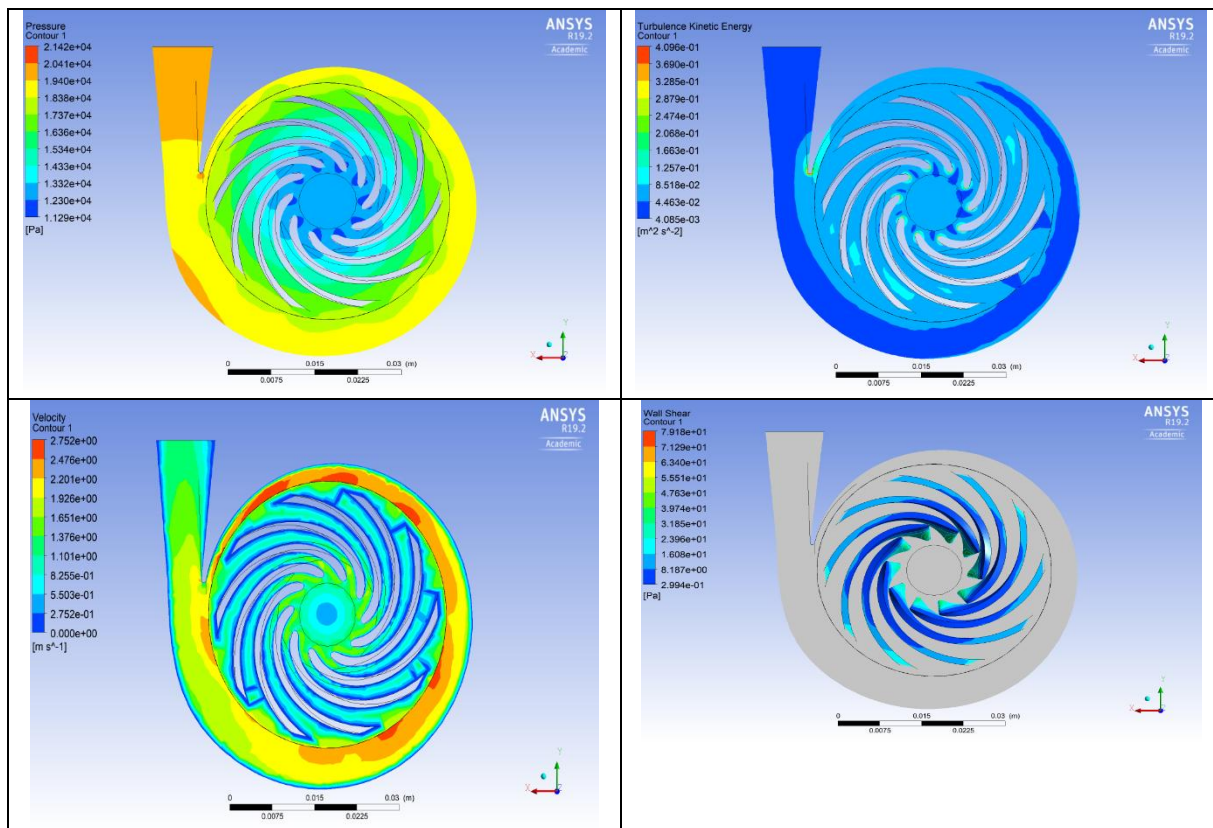 Pressure
Contour 1
2.142e+04
2.041e+04
1.940e+04
1.838e+04
1.737e+04
1.636e+04
1.534e+04
1.433e+04
1.332e+04
1.230e+04
1.129e+04
[Pa]
ANSYS
R19.2
Academic
0 0.015 0.03 (m)
0.0075 0.0225
Y
X
Z
Turbulence Kinetic Energy
Contour 1
4.096e-01
3.690e-01
3.285e-01
2.879e-01
2.474e-01
2.068e-01
1.663e-01
1.257e-01
8.518e-02
4.463e-02
4.085e-03
[m^2 s^-2]
ANSYS
R19.2
Academic
0 0.015 0.03 (m)
0.0075 0.0225
Y
X
Z
Velocity
Contour 1
2.752e+00
2.476e+00
2.201e+00
1.926e+00
1.651e+00
1.376e+00
1.101e+00
8.255e-01
5.503e-01
2.752e-01
0.000e+00
[m s^-1]
ANSYS
R19.2
Academic
0 0.015 0.03 (m)
0.0075 0.0225
Y
X
Z
Wall Shear
Contour 1
7.918e+01
7.129e+01
6.340e+01
5.551e+01
4.763e+01
3.974e+01
3.185e+01
2.396e+01
1.608e+01
8.187e+00
2.994e-01
[Pa]
ANSYS
R19.2
Academic
0 0.015 0.03 (m)
0.0075 0.0225
Y
X
Z